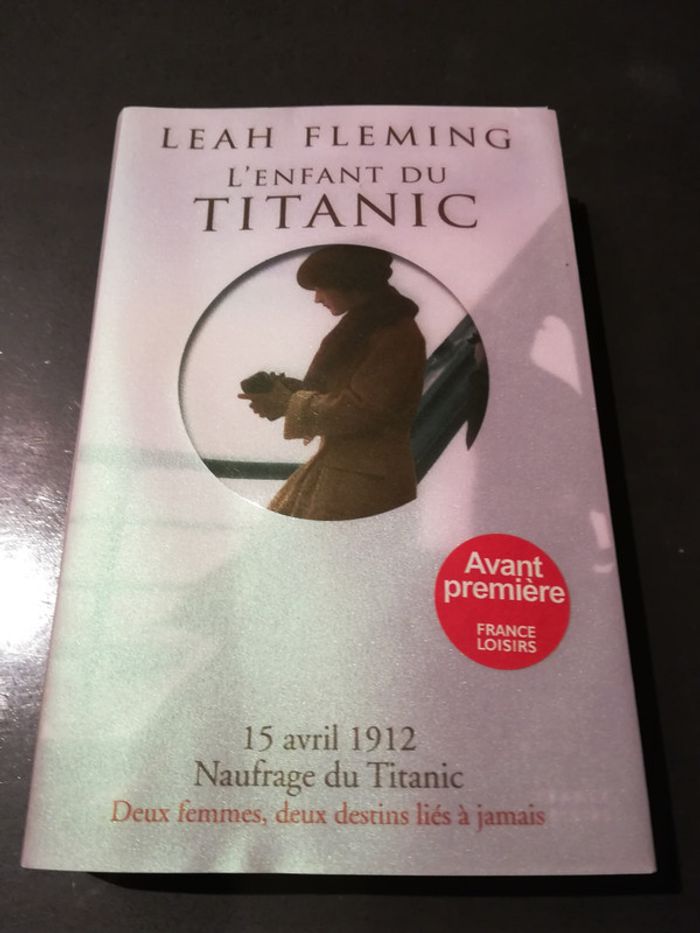 LEAH FLEMING
L'ENFANT DU
TITANIC
Avant
première
FRANCE
LOISIRS
15 avril 1912
Naufrage du Titanic
Deux femmes, deux destins liés à jamais